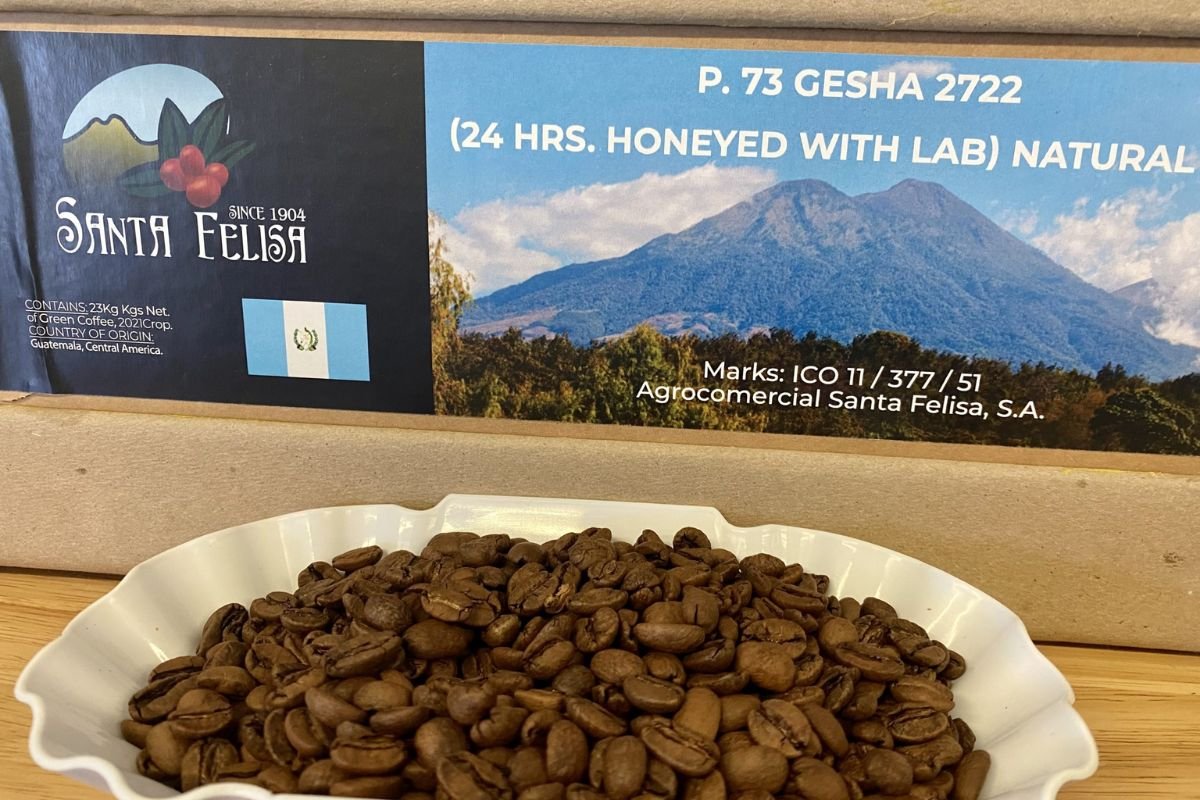 SANTA FELISA
SINCE 1904
CONTAINS: 23Kg Kgs Net.
of Green Coffee, 2021Crop.
COUNTRY OF ORIGIN:
Guatemala, Central America.
P. 73 GESHA 2722
(24 HRS. HONEYED WITH LAB) NATURAL
Marks: ICO 11 / 377 / 51
Agrocomercial Santa Felisa, S.A.